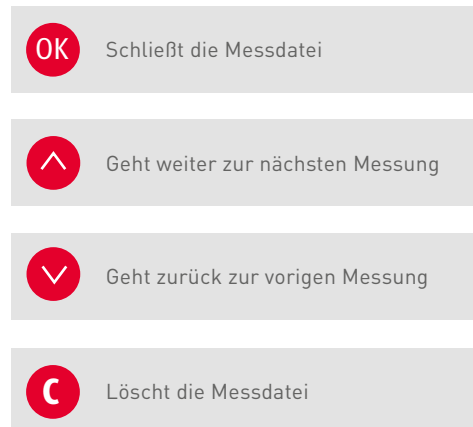 OK Schließt die Messdatei
Geht weiter zur nächsten Messung
Geht zurück zur vorigen Messung
C Löscht die Messdatei